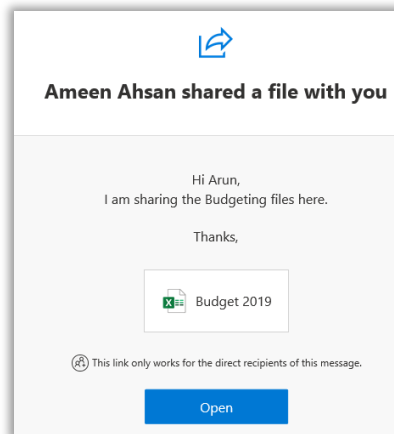 Ameen Ahsan shared a file with you
Hi Arun,
I am sharing the Budgeting files here.
Thanks,
Budget 2019
This link only works for the direct recipients of this message.
Open